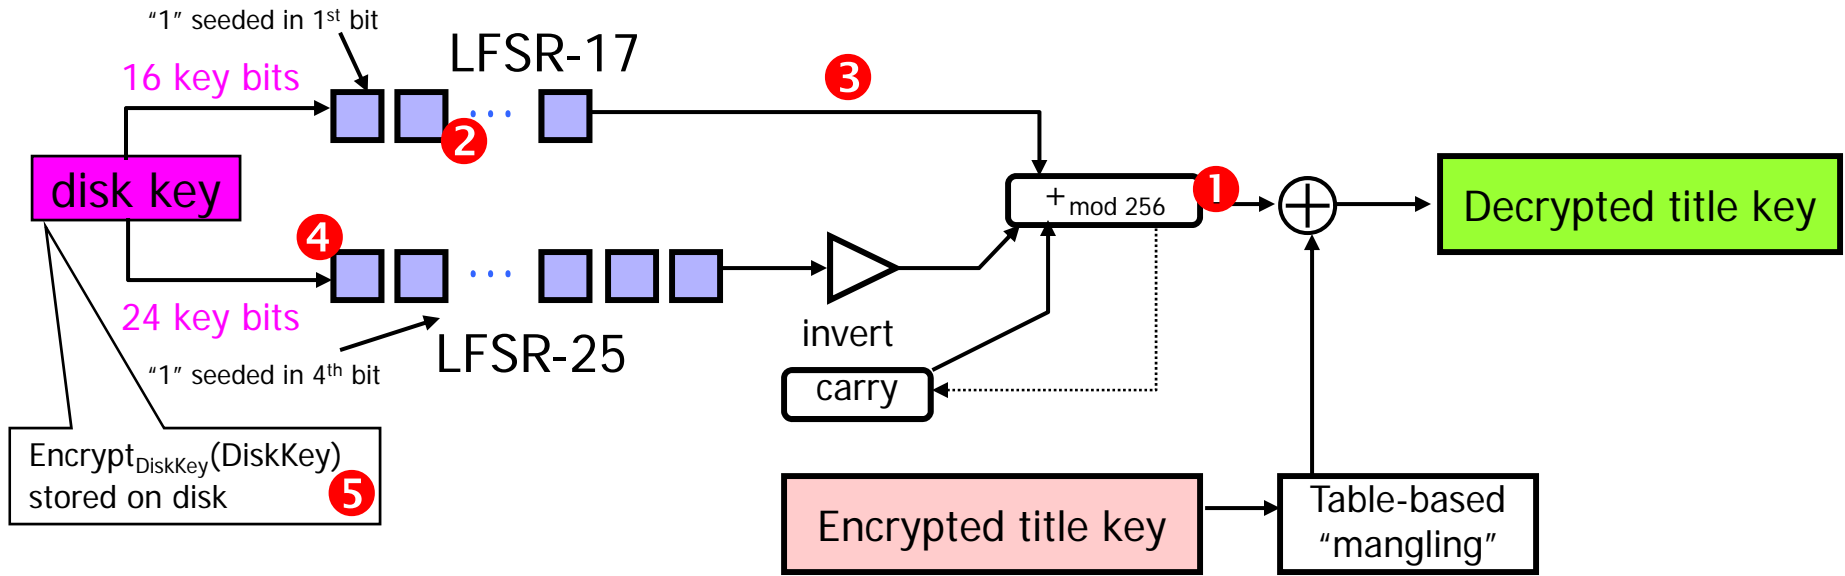 “1” seeded in 1st bit
LFSR-17
16 key bits
3
2
disk key
+mod 256
1
Decrypted title key
4
24 key bits
LFSR-25
invert
“1” seeded in 4th bit
carry
EncryptDiskKey(DiskKey)
stored on disk
5
Encrypted title key
Table-based
“mangling”